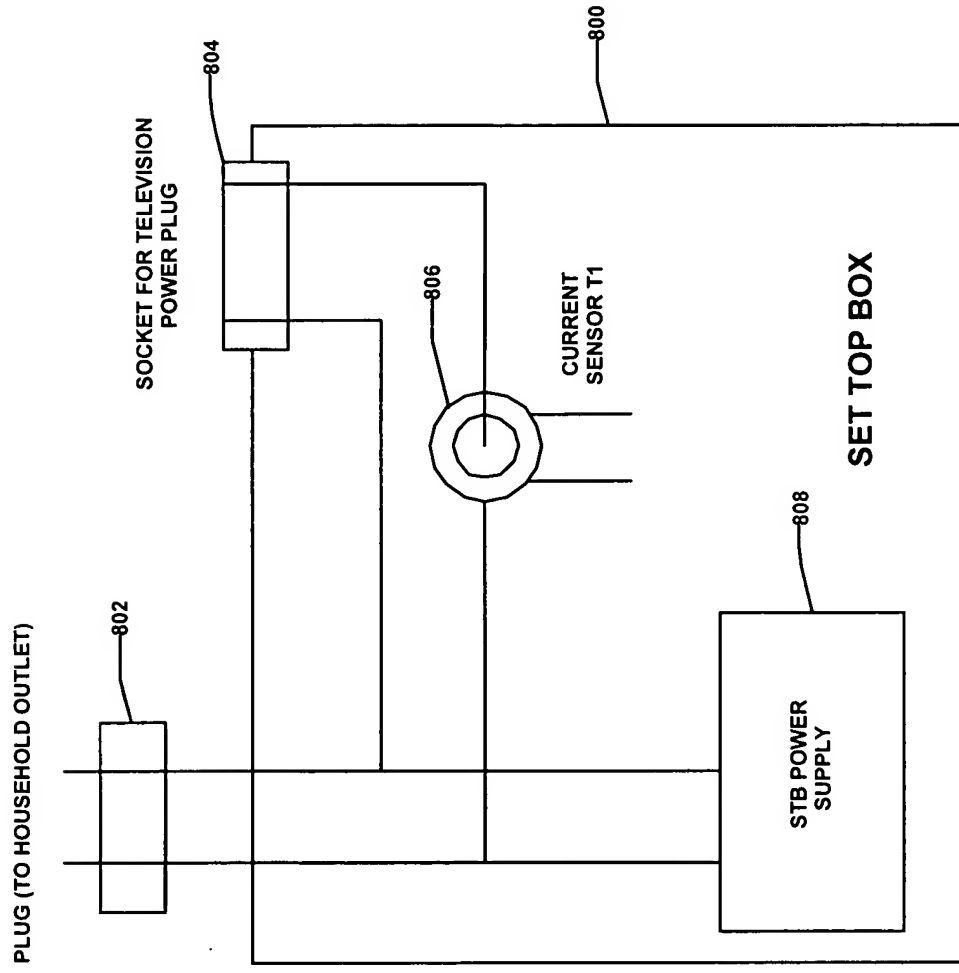 PLUG (TO HOUSEHOLD OUTLET)
802
SOCKET FOR TELEVISION
POWER PLUG
804
806
CURRENT
SENSOR T1
800
808
STB POWER
SUPPLY
SET TOP BOX